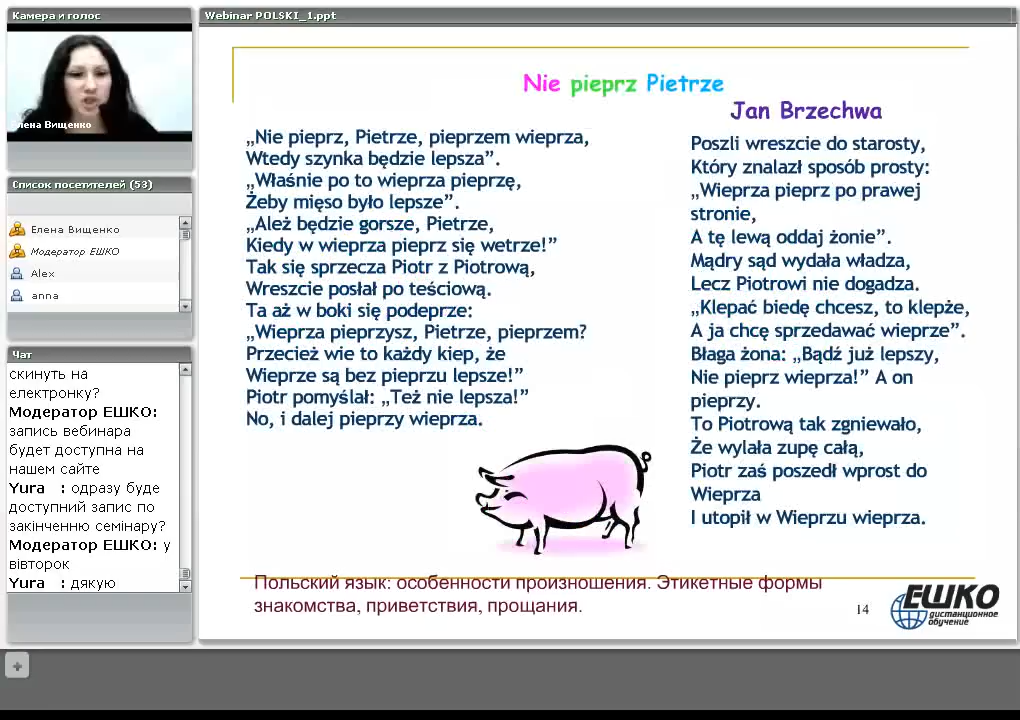 Камера и голос
Елена Вищенко
Список посетителей (53)
Елена Вищенко
Модератор ЕШКО
Alex
anna
Чат
скинуть на
електронку?
Модератор ЕШКО:
запись вебинара
будет доступна на
нашем сайте
Yura : одразу буде
доступний запис по
закінченню семінару?
Модератор ЕШКО: у
вівторок
Yura : дякую
Webinar POLSKI_1.ppt
Nie pieprz Pietrze
Jan Brzechwa
„Nie pieprz, Pietrze, pieprzem wieprza,
Wtedy szynka będzie lepsza”.
„Właśnie po to wieprza pieprzę,
Żeby mięso było lepsze”.
„Ależ będzie gorsze, Pietrze,
Kiedy w wieprza pieprz się wetrze!”
Tak się sprzecza Piotr z Piotrową,
Wreszcie posłał po teściową.
Ta aż w boki się podeprze:
„Wieprza pieprzysz, Pietrze, pieprzem?
Przecież wie to każdy kiep, że
Wieprze są bez pieprzu lepsze!”
Piotr pomyślał: „Też nie lepsza!”
No, i dalej pieprzy wieprza.
Poszli wreszcie do starosty,
Który znalazł sposób prosty:
„Wieprza pieprz po prawej
stronie,
A tę lewą oddaj żonie”.
Mądry sąd wydała władza,
Lecz Piotrowi nie dogadza.
„Klepać biedę chcesz, to klepże,
A ja chcę sprzedawać wieprze”.
Błaga żona: „Bądź już lepszy,
Nie pieprz wieprza!” A on
pieprzy.
To Piotrową tak zgniewało,
Że wylała zupę całą,
Piotr zaś poszedł wprost do
Wieprza
I utopił w Wieprzu wieprza.
Польский язык: особенности произношения. Этикетные формы
знакомства, приветствия, прощания.
14
ЕШКО
дистанционное
обучение